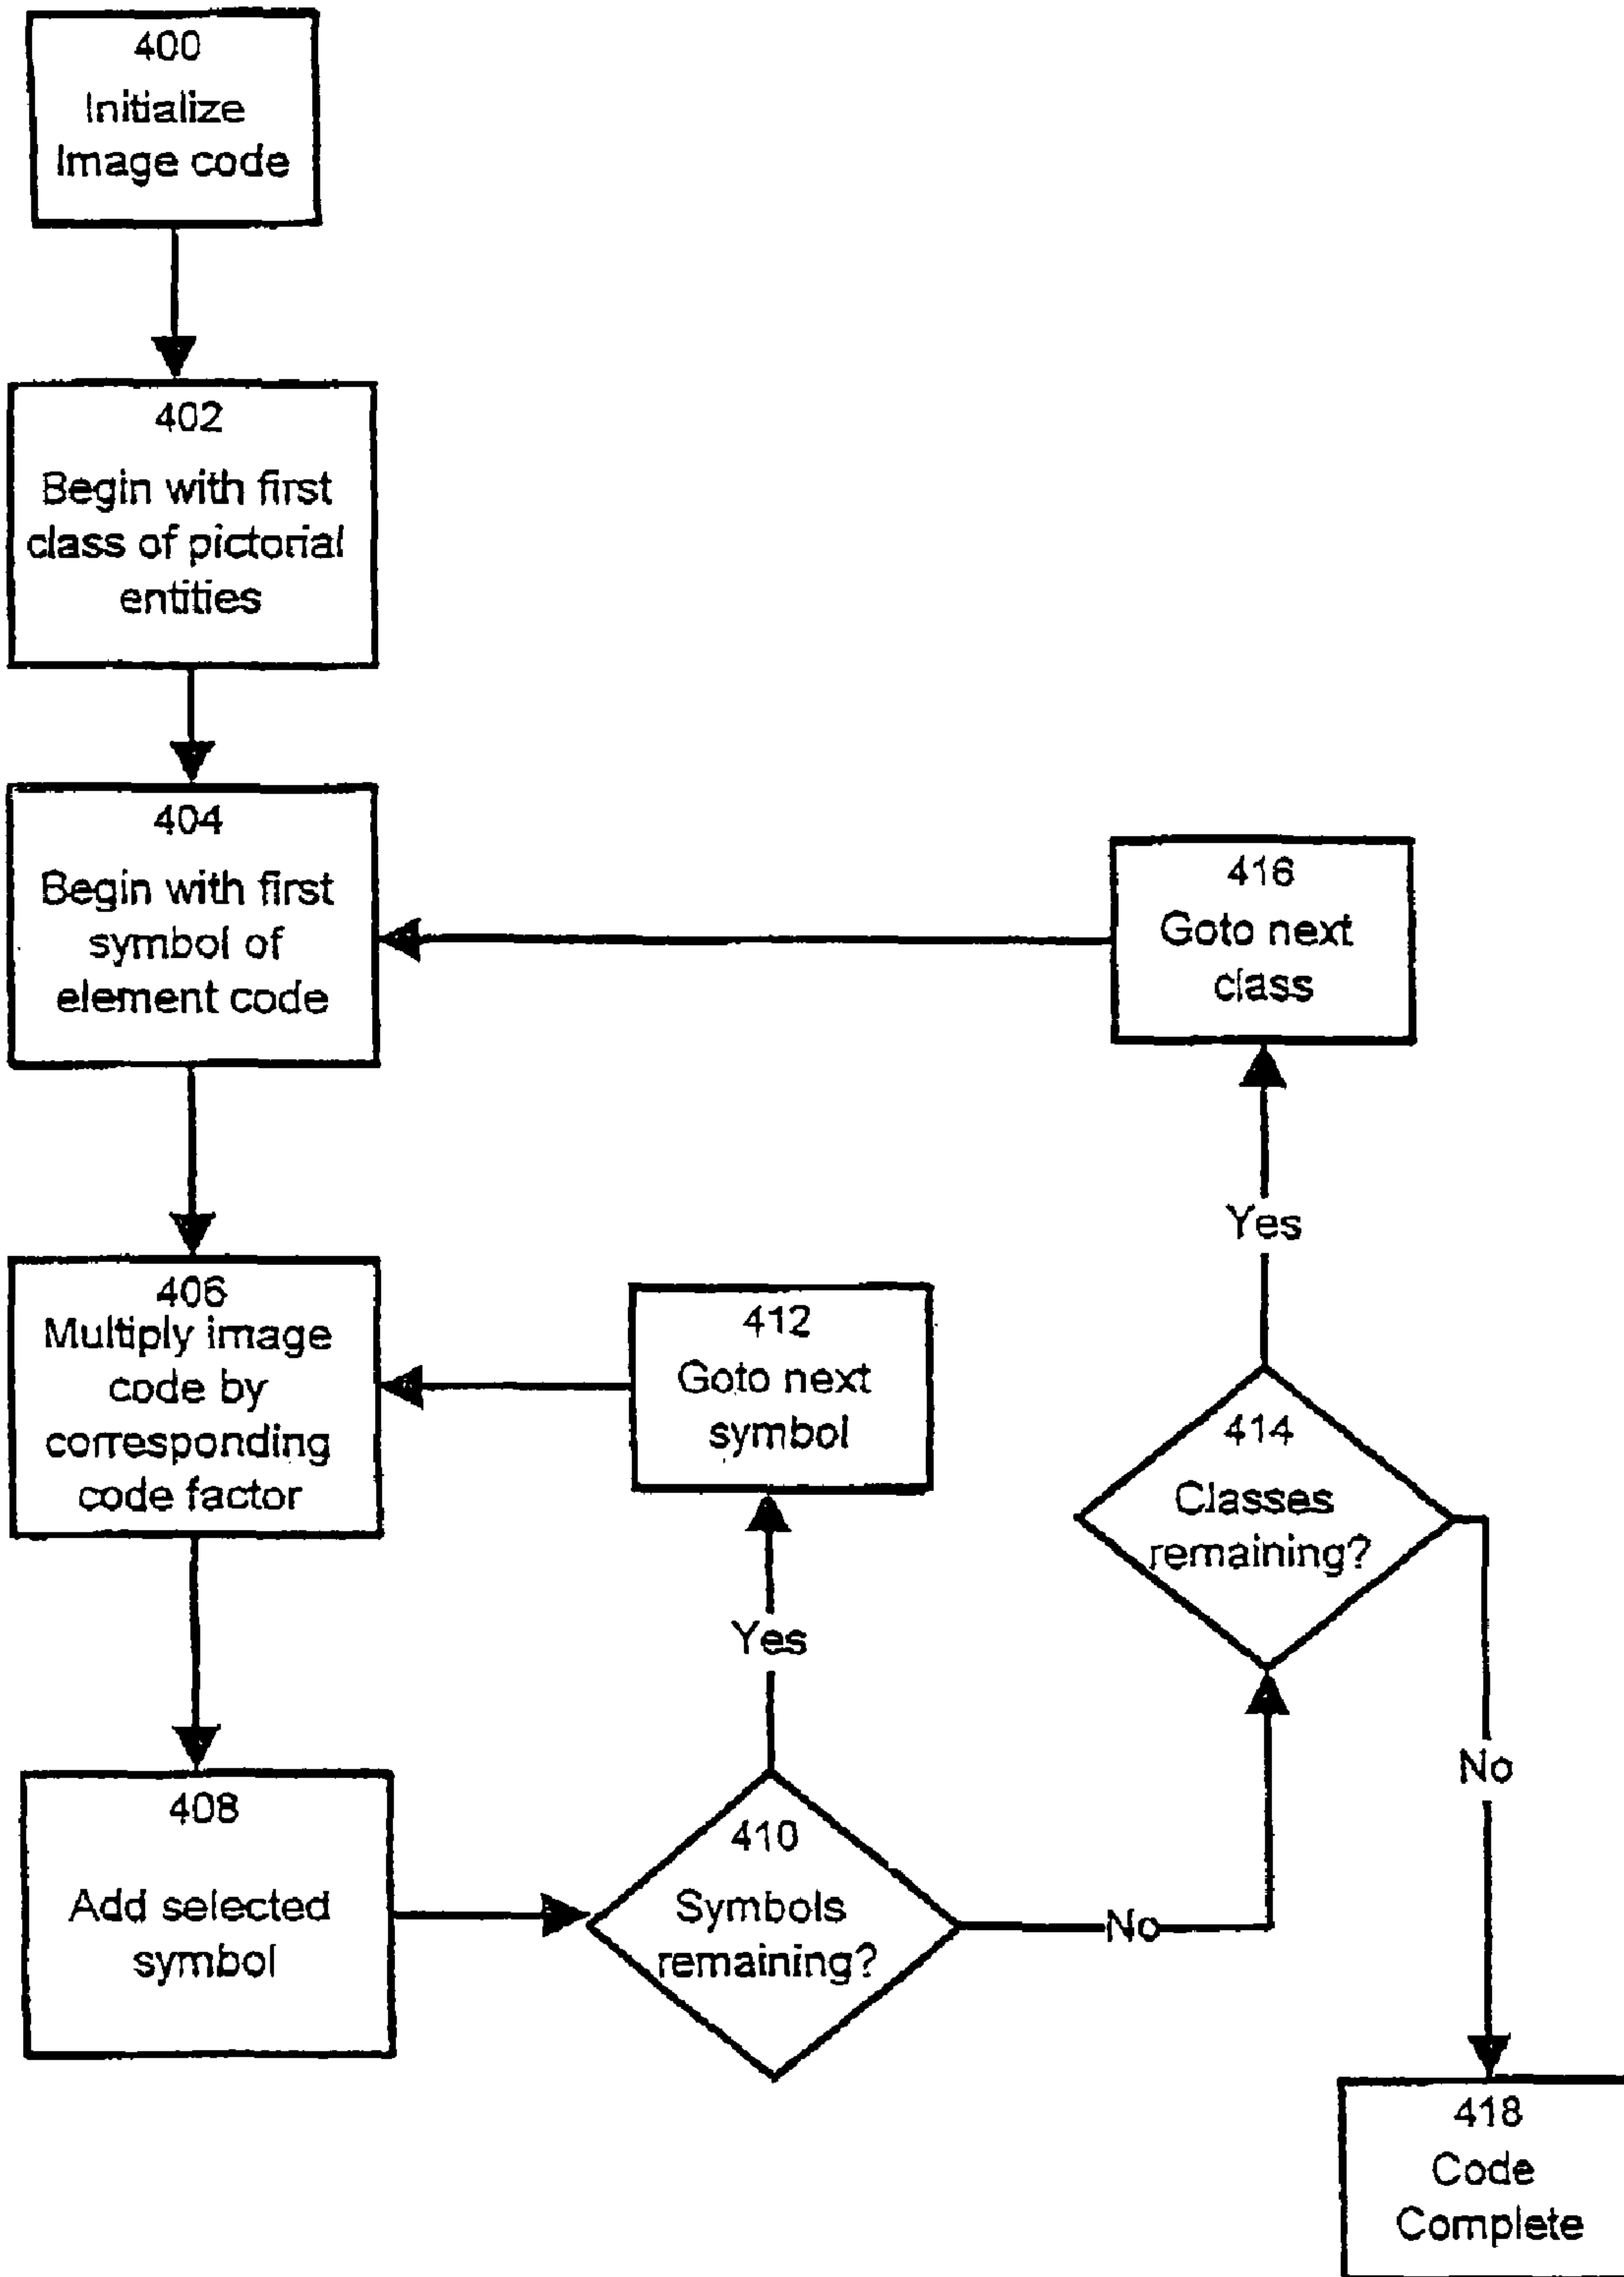 400
Initialize
Image code
402
Begin with first
class of pictorial
entities
404
Begin with first
symbol of
element code
416
Goto next
class
Yes
406
Multiply image
code by
corresponding
code factor
412
Goto next
symbol
414
Classes
remaining?
Yes
No
408
Add selected
symbol
410
Symbols
remaining?
No
418
Code
Complete